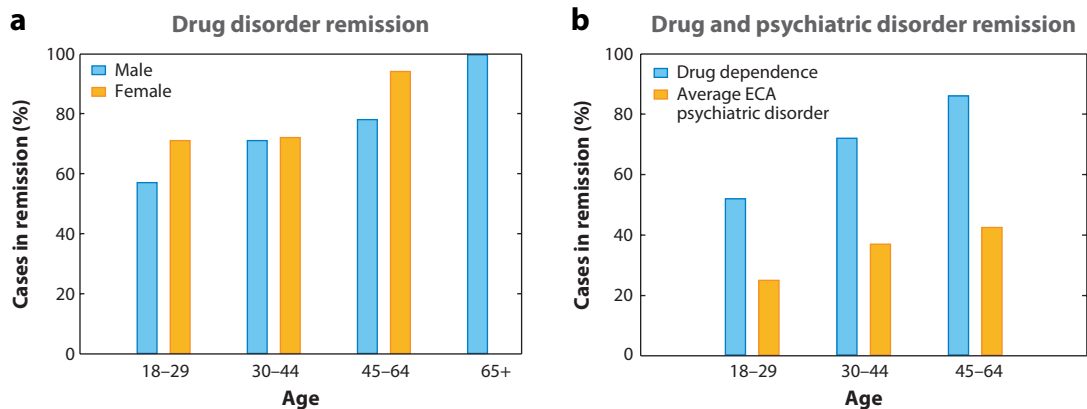 a
Drug disorder remission
Cases in remission (%)
100
80
60
40
20
0
Male
Female
18–29
30–44
45–64
65+
Age
b
Drug and psychiatric disorder remission
Cases in remission (%)
100
80
60
40
20
0
Drug dependence
Average ECA
psychiatric disorder
18–29
30–44
45–64
Age